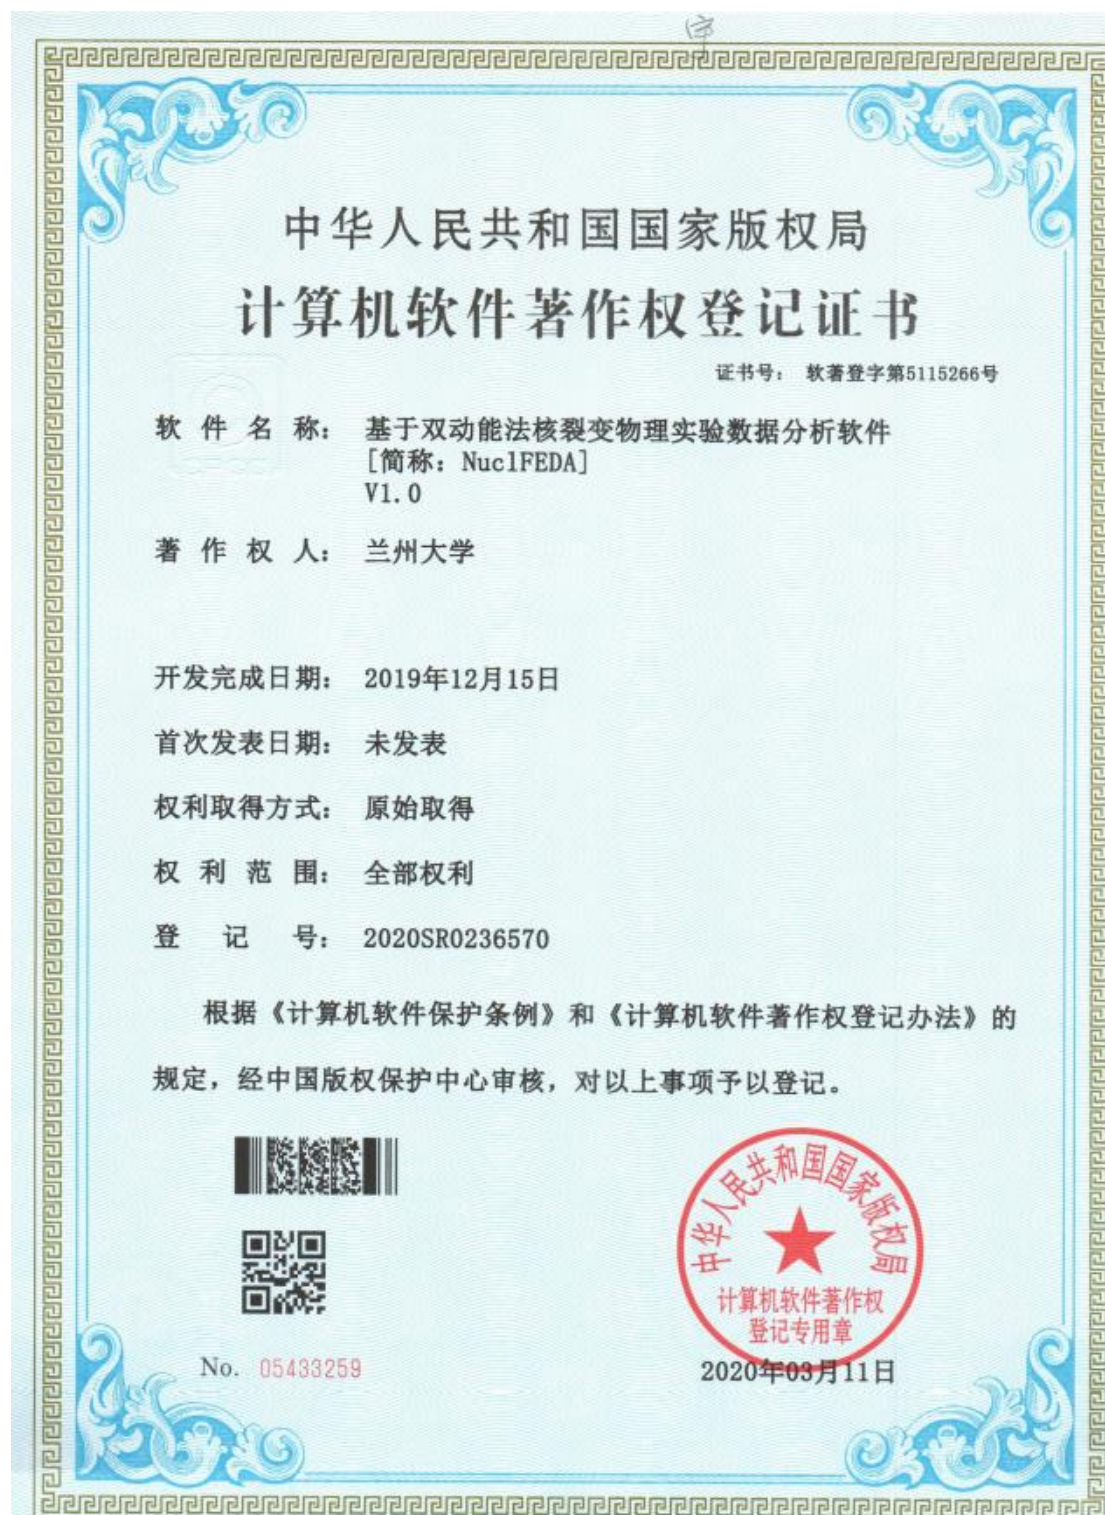 字
中华人民共和国国家版权局
计算机软件著作权登记证书
证书号： 软著登字第5115266号
软件名称： 基于双动能法核裂变物理实验数据分析软件
[简称：NuclFEDA]
V1.0
著作权人： 兰州大学
开发完成日期： 2019年12月15日
首次发表日期： 未发表
权利取得方式： 原始取得
权利范围： 全部权利
登记号： 2020SR0236570
根据《计算机软件保护条例》和《计算机软件著作权登记办法》的
规定，经中国版权保护中心审核，对以上事项予以登记。
中华人民共和国国家版权局
计算机软件著作权
登记专用章
No. 05433259
2020年03月11日